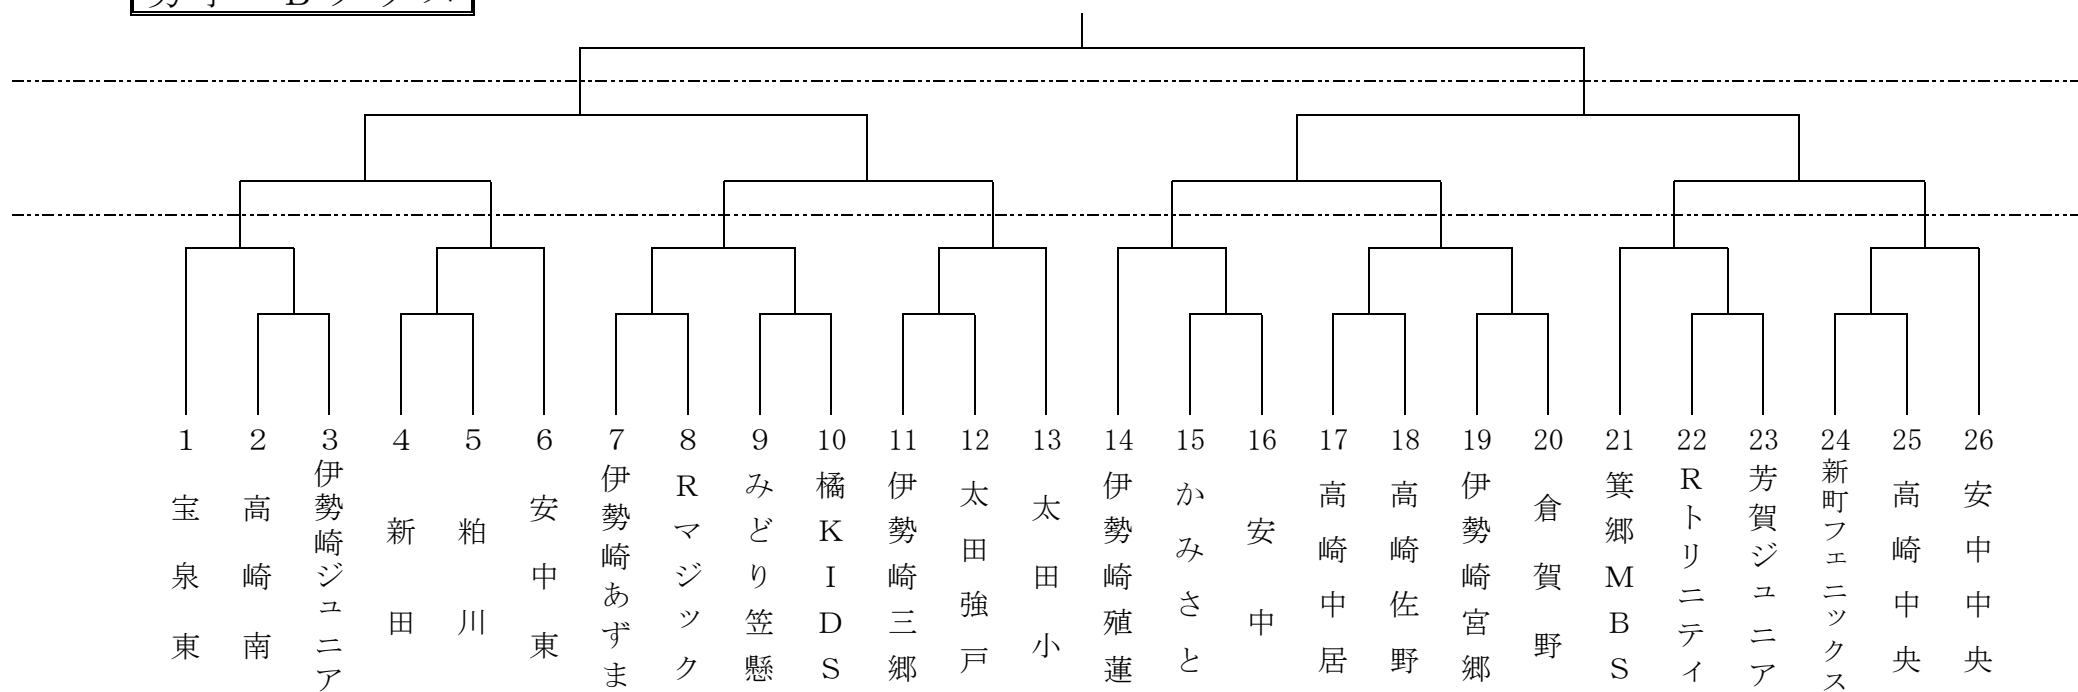 Bクラス
1 宝泉東
2 高崎南
3 伊勢崎ジュニア
4 新田
5 粕川
6 安中東
7 伊勢崎あずま
8 Rマジック
9 みどり笠懸
10 橘KIDS
11 伊勢崎三郷
12 太田強戸
13 太田小
14 伊勢崎殖蓮
15 かみさと
16 安中
17 高崎中居
18 高崎佐野
19 伊勢崎宮郷
20 倉賀野
21 箕郷MBS
22 Rトリニティ
23 芳賀ジュニア
24 新町フェニックス
25 高崎中央
26 安中中央